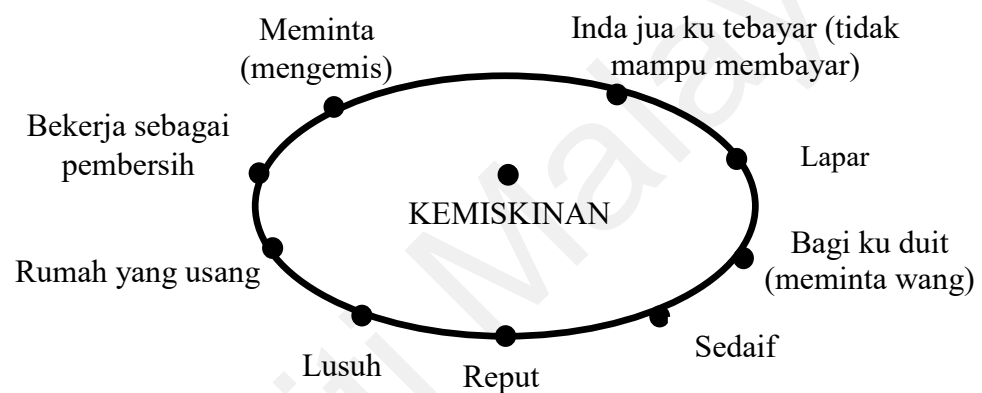 Meminta
(mengemis)
Inda jua ku tebayar (tidak
mampu membayar)
Bekerja sebagai
pembersih
Lapar
KEMISKINAN
Bagi ku duit
(meminta wang)
Rumah yang usang
Sedaif
Lusuh
Reput